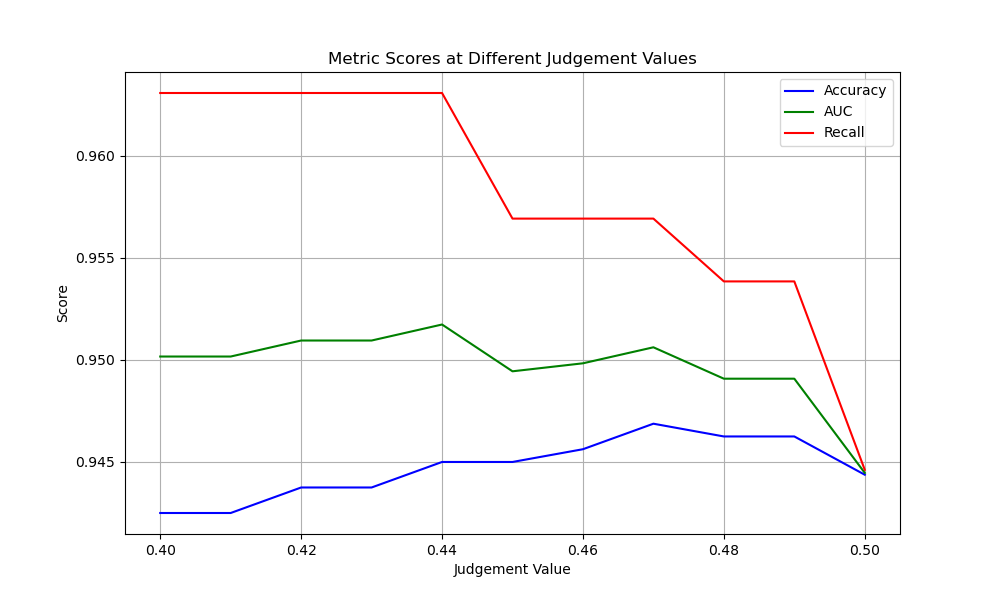 Metric Scores at Different Judgement Values
Accuracy
AUC
Recall
0.960
0.955
0.950
0.945
Score
0.40
0.42
0.44
0.46
0.48
0.50
Judgement Value